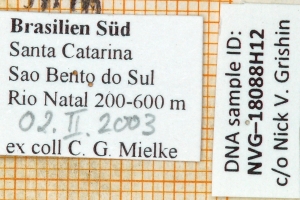 Brasilien Süd
Santa Catarina
Sao Bento do Sul
Rio Natal 200-600 m
02. II. 2003
ex coll C. G. Mielke
DNA sample ID:
NVG-18088H12
c/o Nick V. Grishin